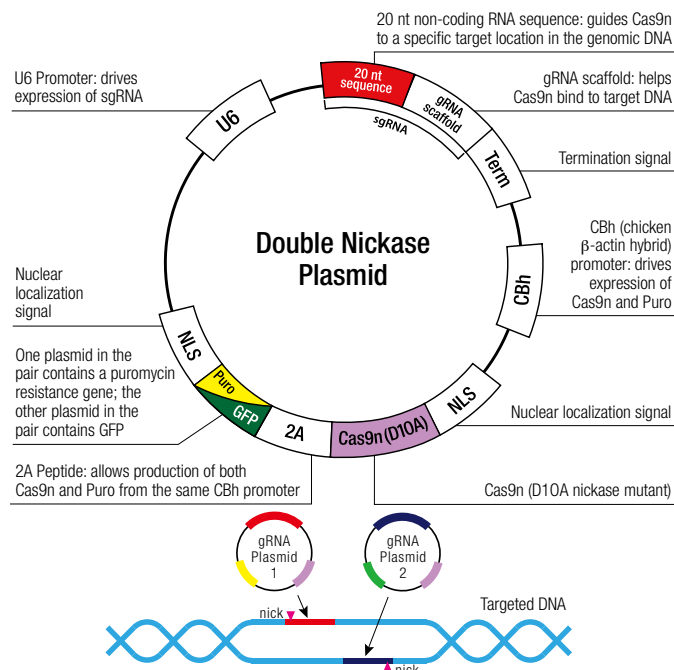 20 nt non-coding RNA sequence: guides Cas9n
to a specific target location in the genomic DNA
U6 Promoter: drives
expression of sgRNA
20 nt
sequence
gRNA
scaffold
gRNA scaffold: helps
Cas9n bind to target DNA
U6
sgRNA
Term
Termination signal
Double Nickase
Plasmid
CBh
CBh (chicken
β-actin hybrid)
promoter: drives
expression of
Cas9n and Puro
Nuclear
localization
signal
NLS
One plasmid in the
pair contains a puromycin
resistance gene; the
other plasmid in the
pair contains GFP
Puro
GFP
2A
Cas9n (D10A)
NLS
Nuclear localization signal
2A Peptide: allows production of both
Cas9n and Puro from the same CBh promoter
Cas9n (D10A nickase mutant)
gRNA
Plasmid
1
gRNA
Plasmid
2
nick
Targeted DNA
nick